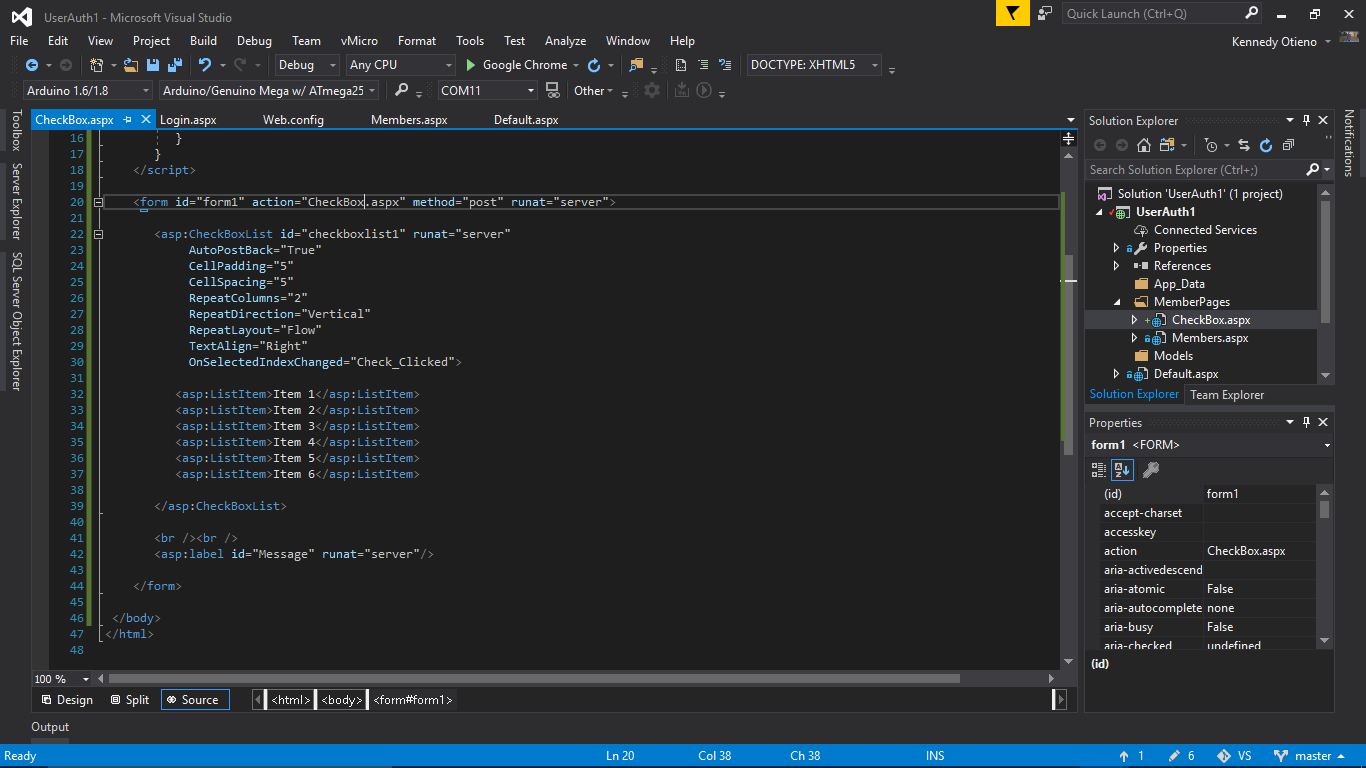 UserAuth1 - Microsoft Visual Studio
Quick Launch (Ctrl+Q)
File Edit View Project Build Debug Team vMicro Format Tools Test Analyze Window Help
Kennedy Otieno
Debug Any CPU Google Chrome DOCTYPE: XHTML5
Arduino 1.6/1.8 Arduino/Genuino Mega w/ ATmega25 COM11 Other
CheckBox.aspx Login.aspx Web.config Members.aspx Default.aspx
Toolbox
Server Explorer
SQL Server Object Explorer
16 }
17 }
18 </script>
19
20 <form id="form1" action="CheckBox.aspx" method="post" runat="server">
21
22 <asp:CheckBoxList id="checkboxlist1" runat="server"
23 AutoPostBack="True"
24 CellPadding="5"
25 CellSpacing="5"
26 RepeatColumns="2"
27 RepeatDirection="Vertical"
28 RepeatLayout="Flow"
29 TextAlign="Right"
30 OnSelectedIndexChanged="Check_Clicked">
31
32 <asp:ListItem>Item 1</asp:ListItem>
33 <asp:ListItem>Item 2</asp:ListItem>
34 <asp:ListItem>Item 3</asp:ListItem>
35 <asp:ListItem>Item 4</asp:ListItem>
36 <asp:ListItem>Item 5</asp:ListItem>
37 <asp:ListItem>Item 6</asp:ListItem>
38
39 </asp:CheckBoxList>
40
41 <br /><br />
42 <asp:label id="Message" runat="server"/>
43
44 </form>
45
46 </body>
47 </html>
48
100 %
Design Split Source <html> <body> <form#form1>
Output
Solution Explorer
Search Solution Explorer (Ctrl+;)
Solution 'UserAuth1' (1 project)
UserAuth1
Connected Services
Properties
References
App_Data
MemberPages
CheckBox.aspx
Members.aspx
Models
Default.aspx
Solution Explorer Team Explorer
Properties
form1 <FORM>
(id) form1
accept-charset
accesskey
action CheckBox.aspx
aria-activedescend
aria-atomic False
aria-autocomplete none
aria-busy False
aria-checked undefined
(id)
Notifications
Ready Ln 20 Col 38 Ch 38 INS 1 6 VS master